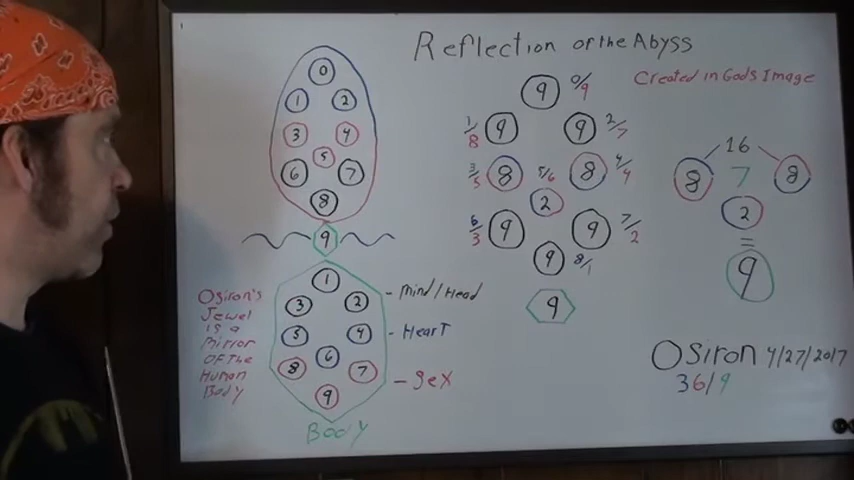 Reflection of the Abyss
Created in Gods Image
0
1 2
3 4
5
6 7
8
9
9 0/9
1/8 9 9 2/7
3/5 8 5/6 8 4/4
2
6/3 9 9 7/2
9 8/1
9
16
8 7 8
2
=
9
Osiron's
Jewel
is a
Mirror
OF The
Human
Body
1
3 2 - Mind/Head
5 4 - HearT
6
8 7 - Sex
9
BODY
Osiron 4/27/2017
36/9